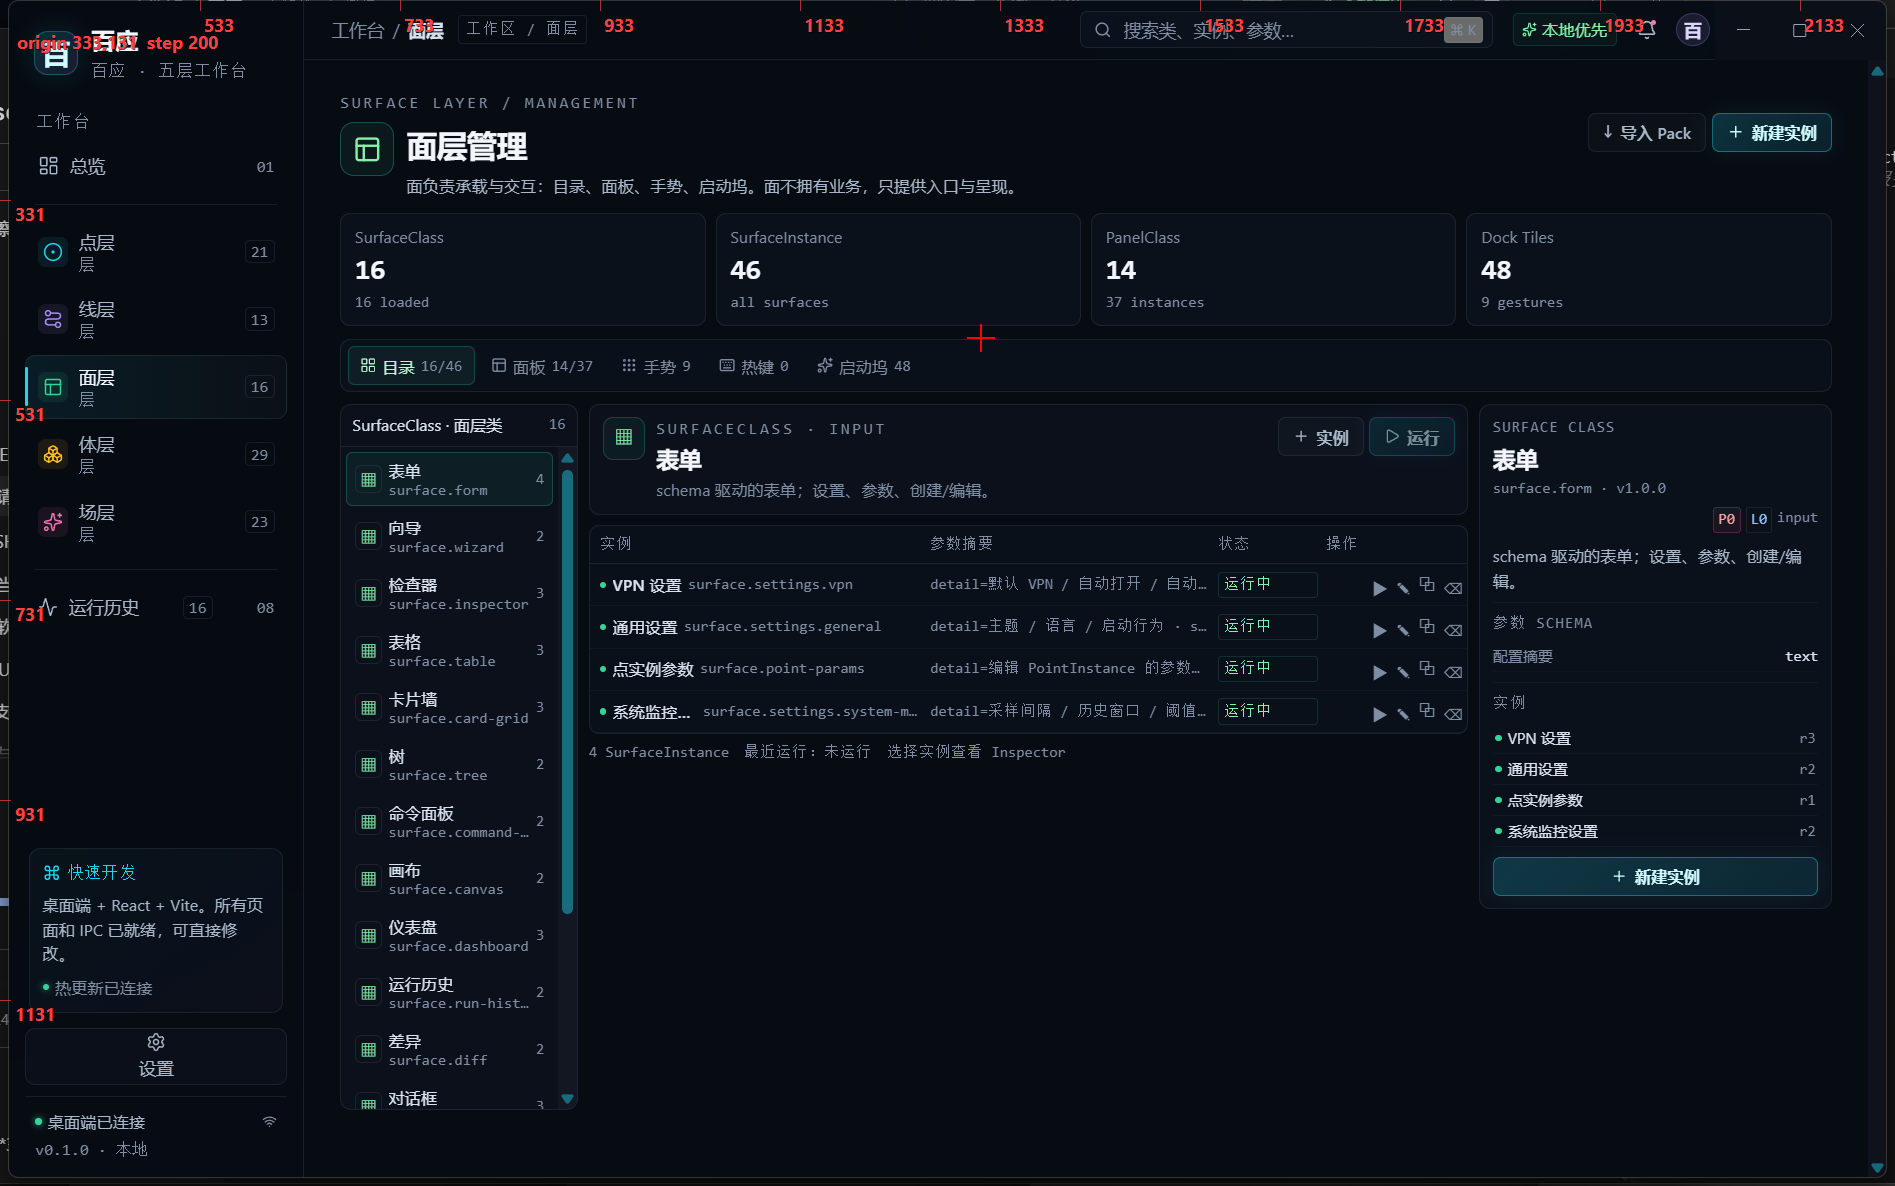 origin 333,131 step 200
533
733
933
1133
1333
1533
1733
1933
2133
331
531
731
931
1131
百
百应
百应 · 五层工作台
工作台
总览 01
点层
层
21
线层
层
13
面层
层
16
体层
层
29
场层
层
23
运行历史 16 08
快速开发
桌面端 + React + Vite。所有页
面和 IPC 已就绪，可直接修
改。
热更新已连接
设置
桌面端已连接
v0.1.0 · 本地
工作台 / 面层
工作区 / 面层
搜索类、实例、参数...
⌘ K
本地优先
百
SURFACE LAYER / MANAGEMENT
面层管理
面负责承载与交互：目录、面板、手势、启动坞。面不拥有业务，只提供入口与呈现。
↓ 导入 Pack
+ 新建实例
SurfaceClass
16
16 loaded
SurfaceInstance
46
all surfaces
PanelClass
14
37 instances
Dock Tiles
48
9 gestures
目录 16/46
面板 14/37
手势 9
热键 0
启动坞 48
SurfaceClass · 面层类 16
表单
surface.form
4
向导
surface.wizard
2
检查器
surface.inspector
3
表格
surface.table
3
卡片墙
surface.card-grid
3
树
surface.tree
2
命令面板
surface.command-…
2
画布
surface.canvas
2
仪表盘
surface.dashboard
3
运行历史
surface.run-hist…
2
差异
surface.diff
2
对话框
3
SURFACECLASS · INPUT
表单
schema 驱动的表单；设置、参数、创建/编辑。
+ 实例
运行
实例 参数摘要 状态 操作
VPN 设置 surface.settings.vpn detail=默认 VPN / 自动打开 / 自动… 运行中
通用设置 surface.settings.general detail=主题 / 语言 / 启动行为 · s… 运行中
点实例参数 surface.point-params detail=编辑 PointInstance 的参数… 运行中
系统监控… surface.settings.system-m… detail=采样间隔 / 历史窗口 / 阈值… 运行中
4 SurfaceInstance 最近运行：未运行 选择实例查看 Inspector
SURFACE CLASS
表单
surface.form · v1.0.0
P0 L0 input
schema 驱动的表单；设置、参数、创建/编
辑。
参数 SCHEMA
配置摘要 text
实例
VPN 设置 r3
通用设置 r2
点实例参数 r1
系统监控设置 r2
+ 新建实例